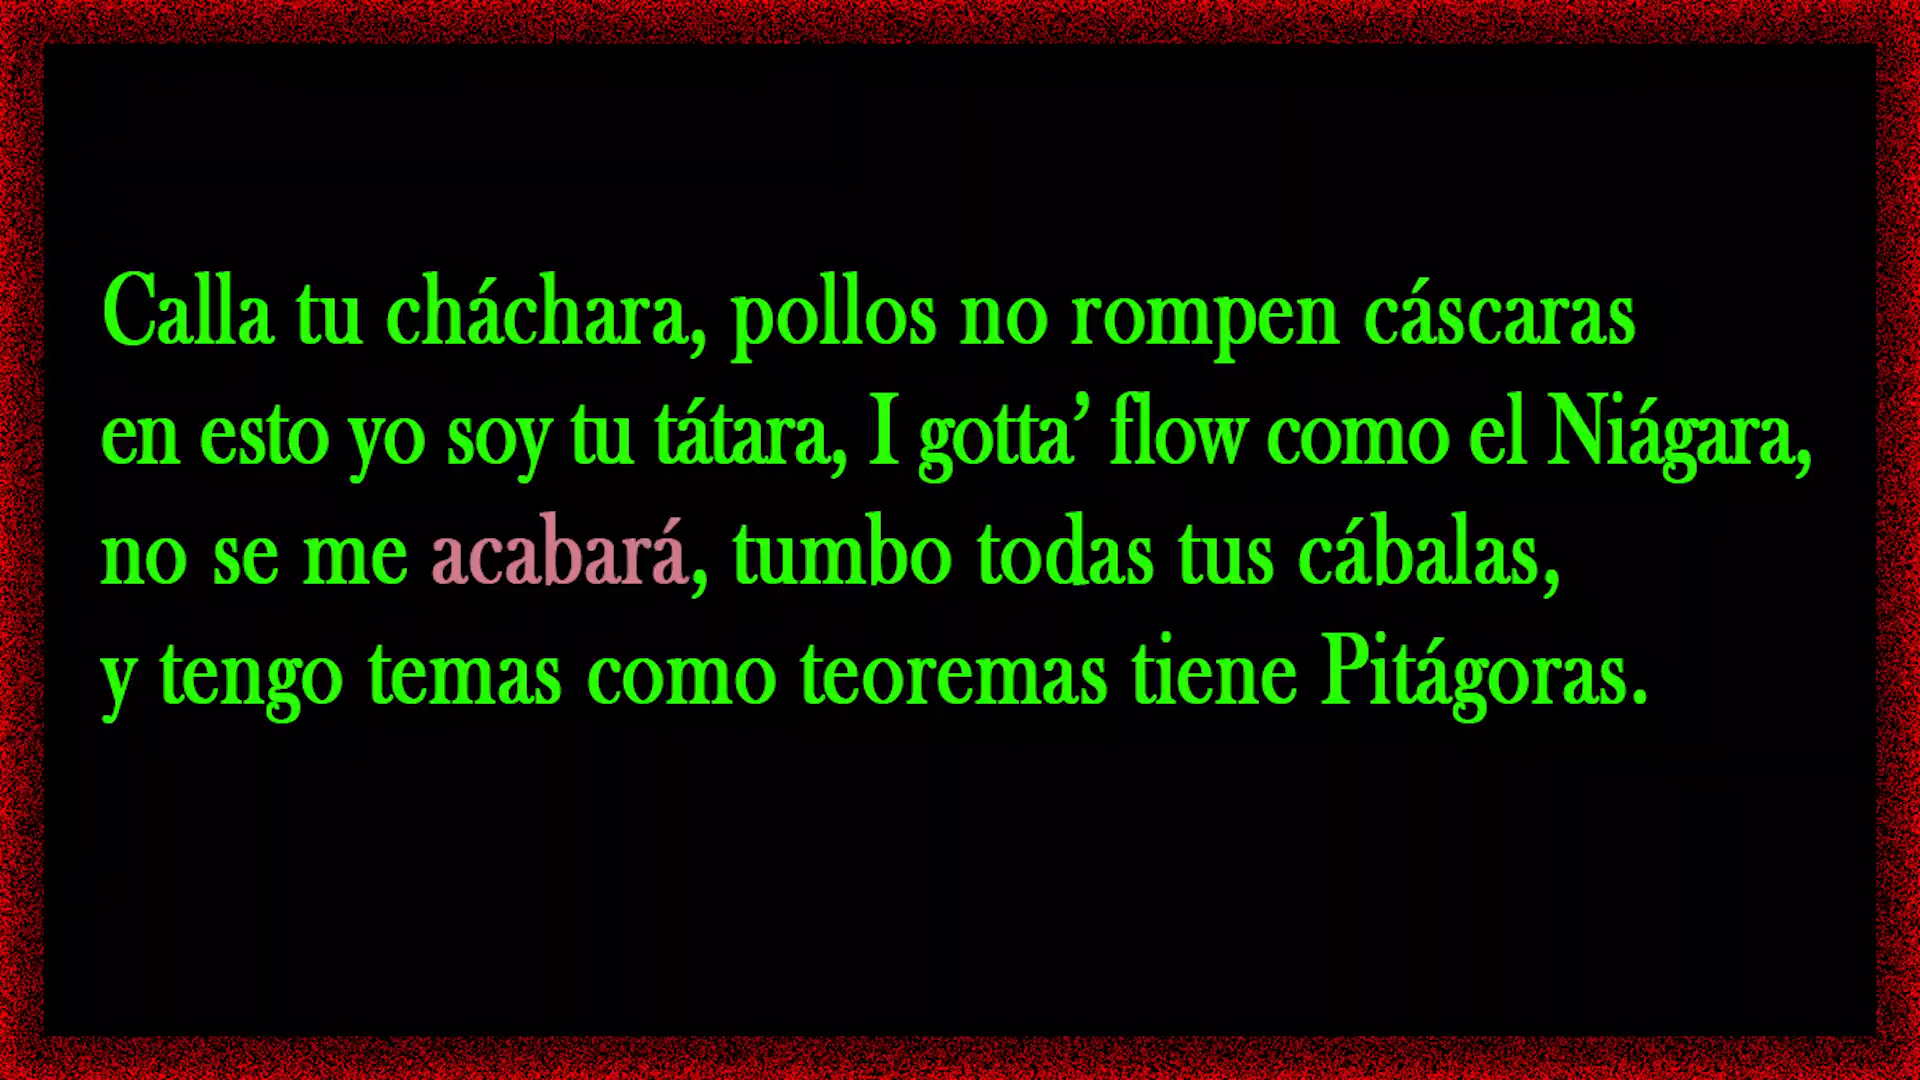 Calla tu cháchara, pollos no rompen cáscaras
en esto yo soy tu tátara, I gotta’ flow como el Niágara,
no se me acabará, tumbo todas tus cábalas,
y tengo temas como teoremas tiene Pitágoras.